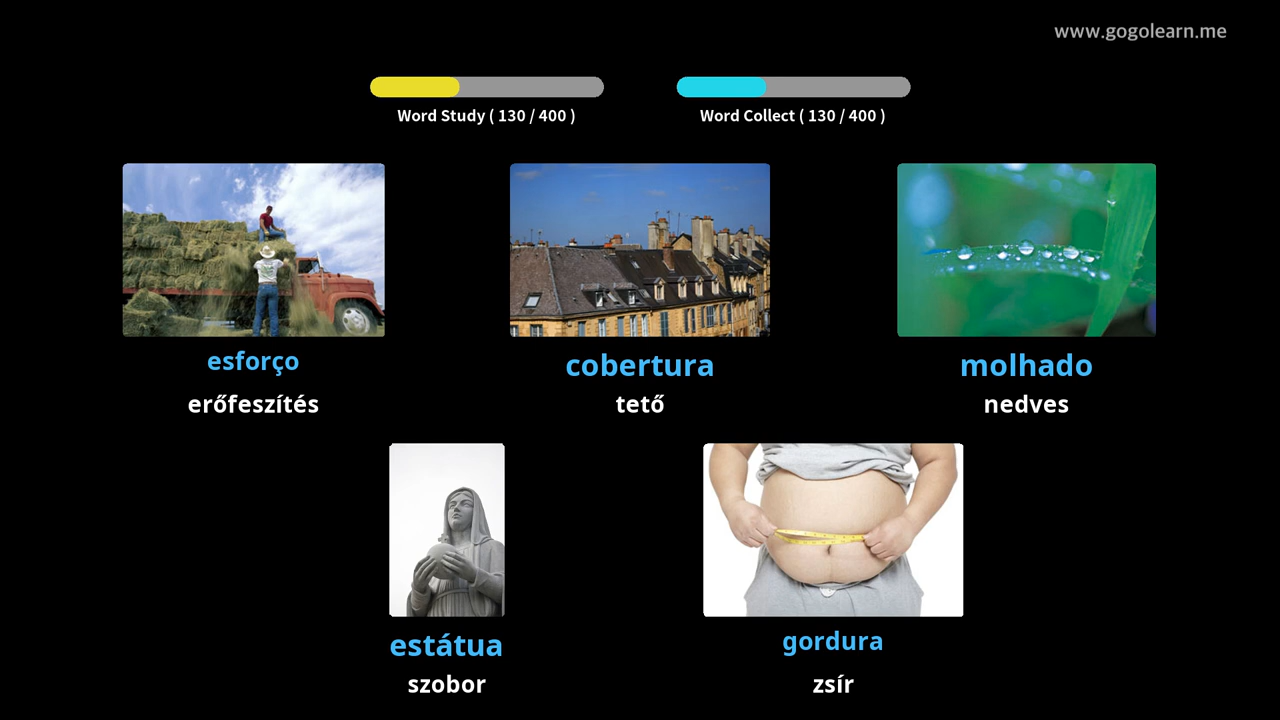 www.gogolearn.me
Word Study ( 130 / 400 )
Word Collect ( 130 / 400 )
esforço
erőfeszítés
cobertura
tető
molhado
nedves
estátua
szobor
gordura
zsír